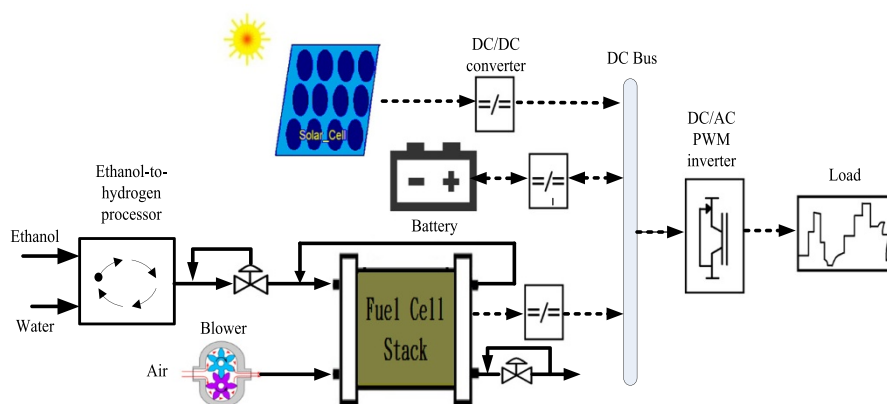 DC/DC
converter
DC Bus
Solar_Cell
DC/AC
PWM
inverter
Ethanol-to-
hydrogen
processor
Load
Battery
Ethanol
Water
Blower
Air
Fuel Cell
Stack